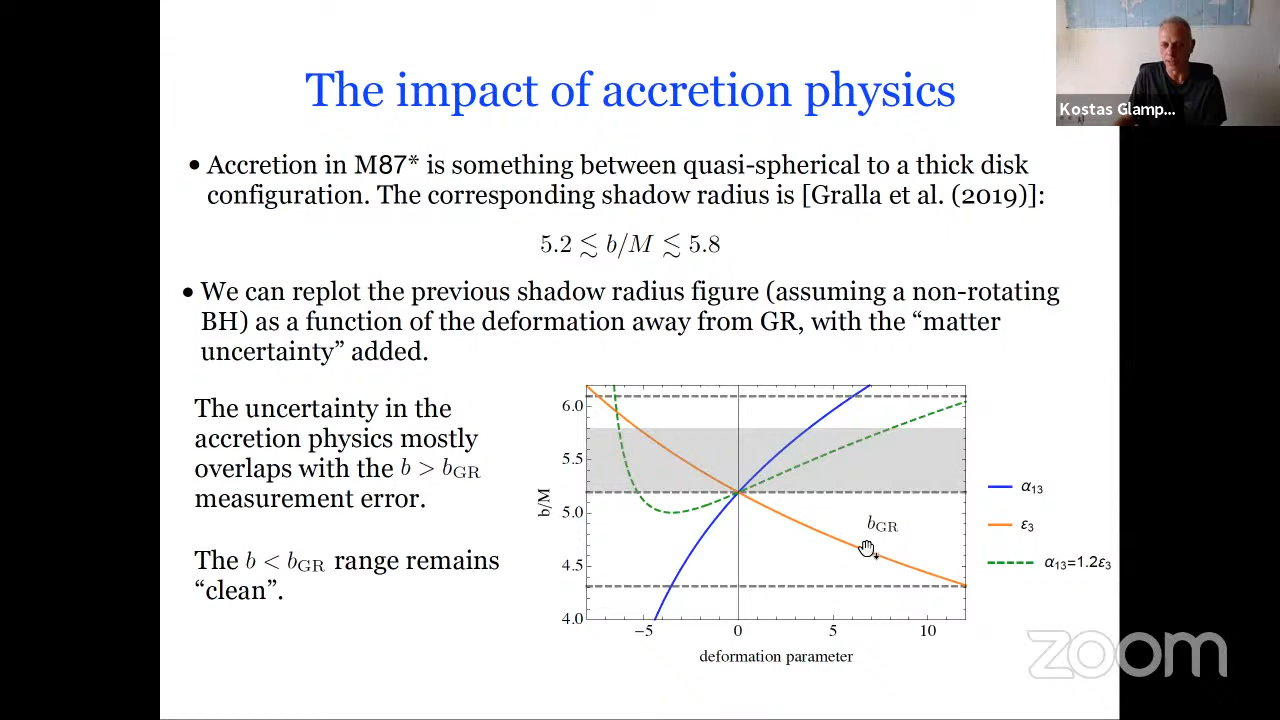 The impact of accretion physics
Kostas Glamp...
• Accretion in M87* is something between quasi-spherical to a thick disk
configuration. The corresponding shadow radius is [Gralla et al. (2019)]:
5.2 ≲ b/M ≲ 5.8
• We can replot the previous shadow radius figure (assuming a non-rotating
BH) as a function of the deformation away from GR, with the “matter
uncertainty” added.
The uncertainty in the
accretion physics mostly
overlaps with the b > b_GR
measurement error.
The b < b_GR range remains
“clean”.
b/M
6.0
5.5
5.0
4.5
4.0
−5 0 5 10
deformation parameter
b_GR
α₁₃
ε₃
α₁₃=1.2ε₃
zoom